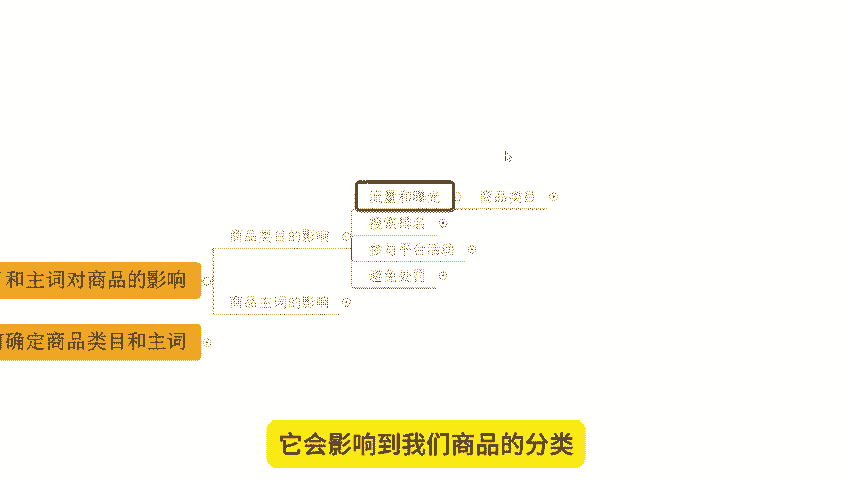 流量和曝光 商品类目
搜索排名
商品类目的影响
参与平台活动
避免处罚
和主词对商品的影响
商品主词的影响
确定商品类目和主词
它会影响到我们商品的分类